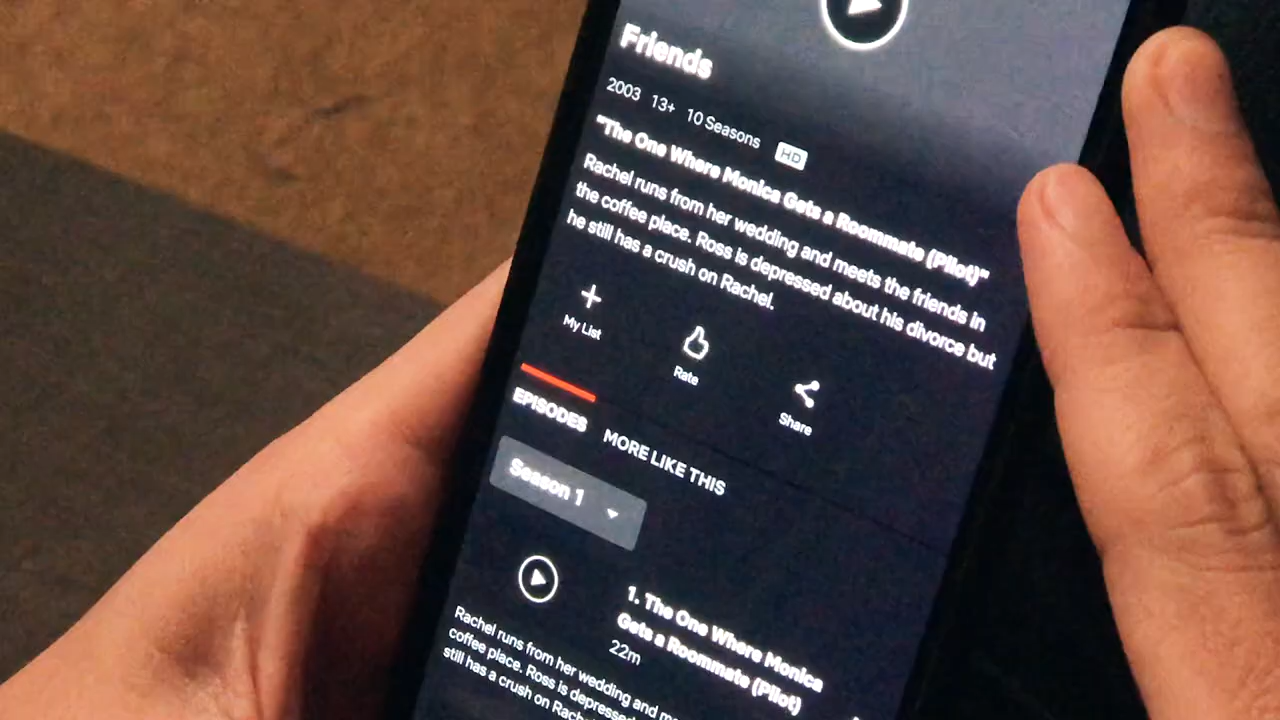 Friends
2003 13+ 10 Seasons HD
"The One Where Monica Gets a Roommate (Pilot)"
Rachel runs from her wedding and meets the friends in
the coffee place. Ross is depressed about his divorce but
he still has a crush on Rachel.
My List
Rate
Share
EPISODES MORE LIKE THIS
Season 1
1. The One Where Monica
Gets a Roommate (Pilot)
22m
Rachel runs from her wedding and
coffee place. Ross is
still has a crush on